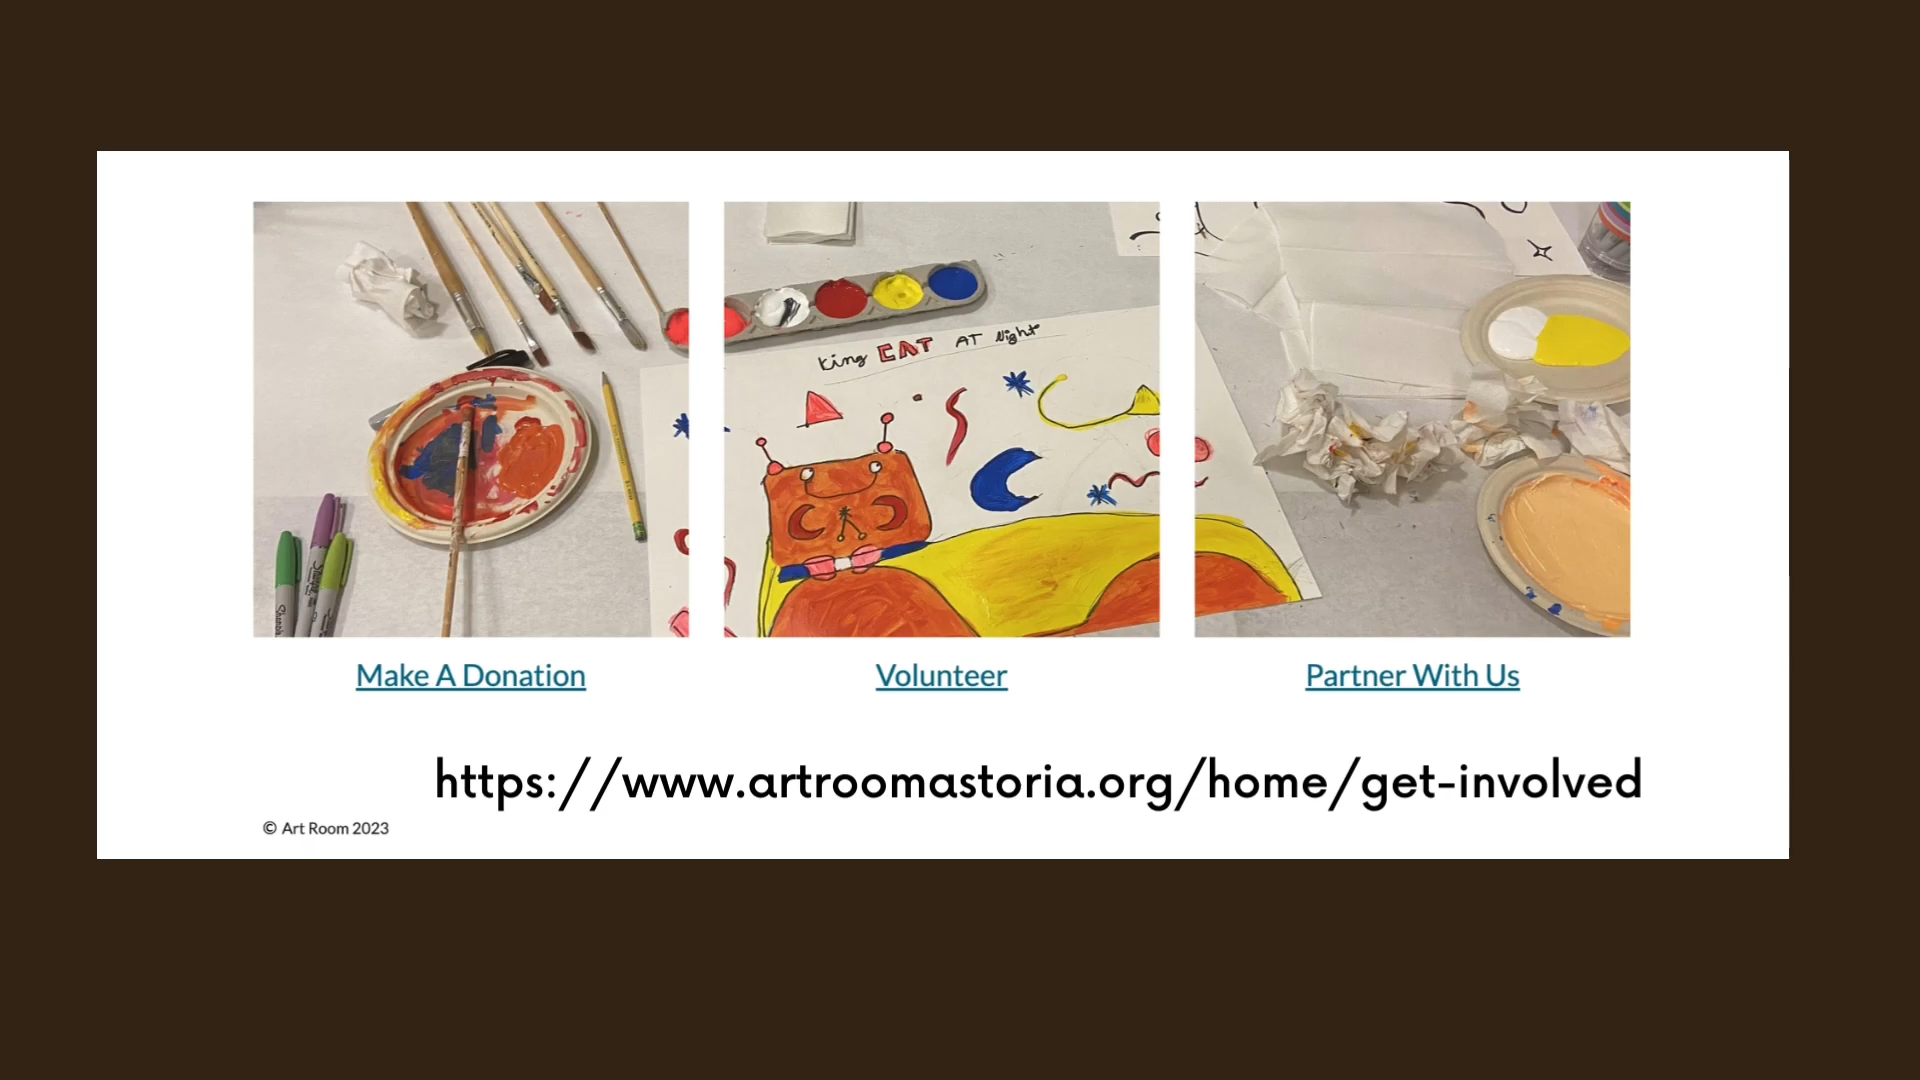 King CAT AT Night
Make A Donation
Volunteer
Partner With Us
https://www.artroomastoria.org/home/get-involved
© Art Room 2023